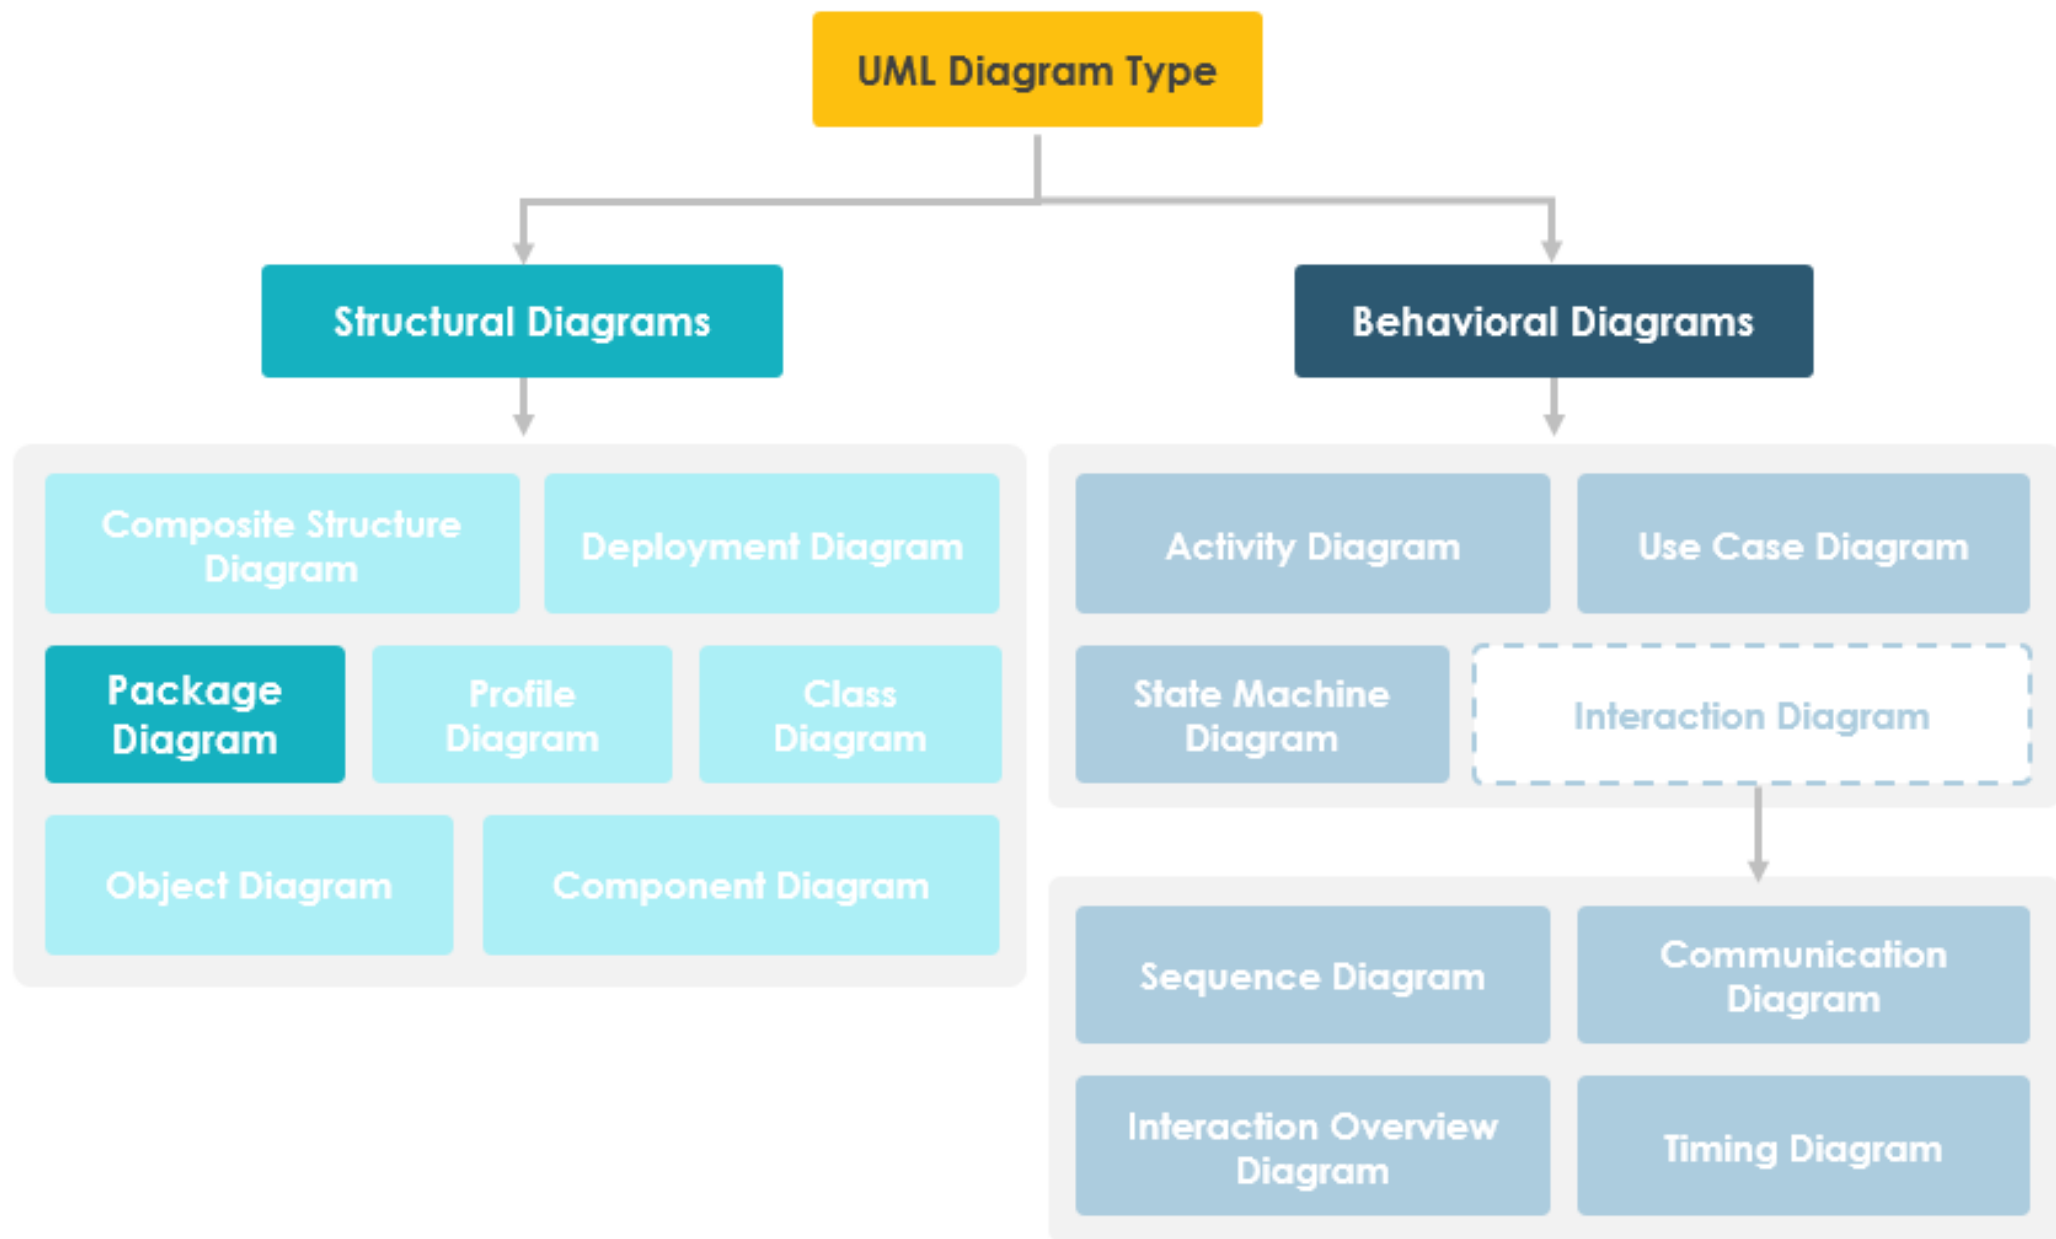 UML Diagram Type
Structural Diagrams
Behavioral Diagrams
Composite Structure
Diagram
Deployment Diagram
Package
Diagram
Profile
Diagram
Class
Diagram
Object Diagram
Component Diagram
Activity Diagram
Use Case Diagram
State Machine
Diagram
Interaction Diagram
Sequence Diagram
Communication
Diagram
Interaction Overview
Diagram
Timing Diagram